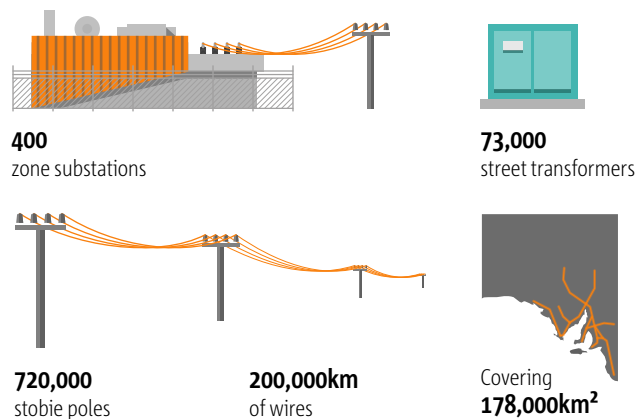 400
zone substations
73,000
street transformers
720,000
stobie poles
200,000km
of wires
Covering
178,000km²